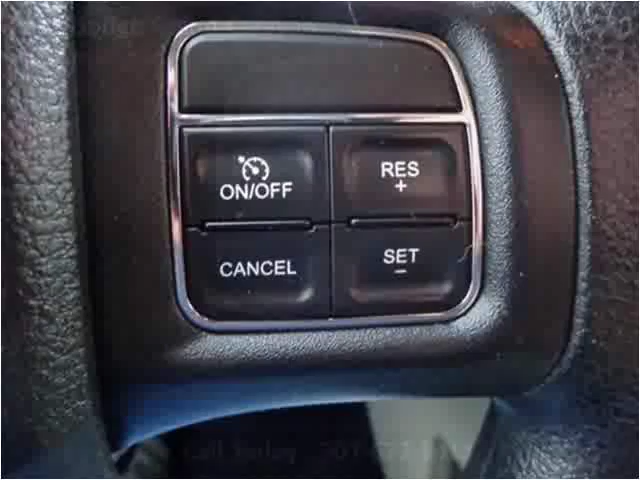 ON/OFF
RES
+
CANCEL
SET
-